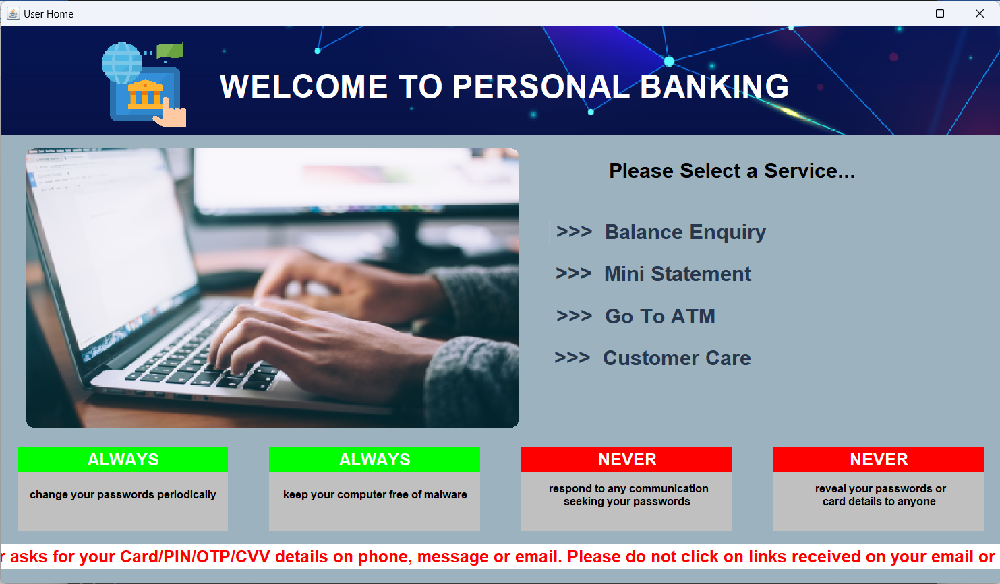 User Home
WELCOME TO PERSONAL BANKING
Please Select a Service...
>>> Balance Enquiry
>>> Mini Statement
>>> Go To ATM
>>> Customer Care
ALWAYS
change your passwords periodically
ALWAYS
keep your computer free of malware
NEVER
respond to any communication
seeking your passwords
NEVER
reveal your passwords or
card details to anyone
r asks for your Card/PIN/OTP/CVV details on phone, message or email. Please do not click on links received on your email or